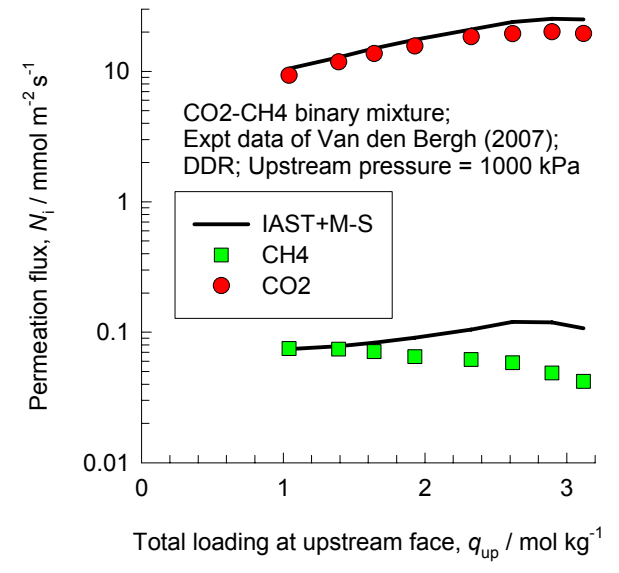 10
1
0.1
0.01
0
1
2
3
Permeation flux, Nᵢ / mmol m⁻² s⁻¹
CO2-CH4 binary mixture;
Expt data of Van den Bergh (2007);
DDR; Upstream pressure = 1000 kPa
IAST+M-S
CH4
CO2
Total loading at upstream face, q_up / mol kg⁻¹